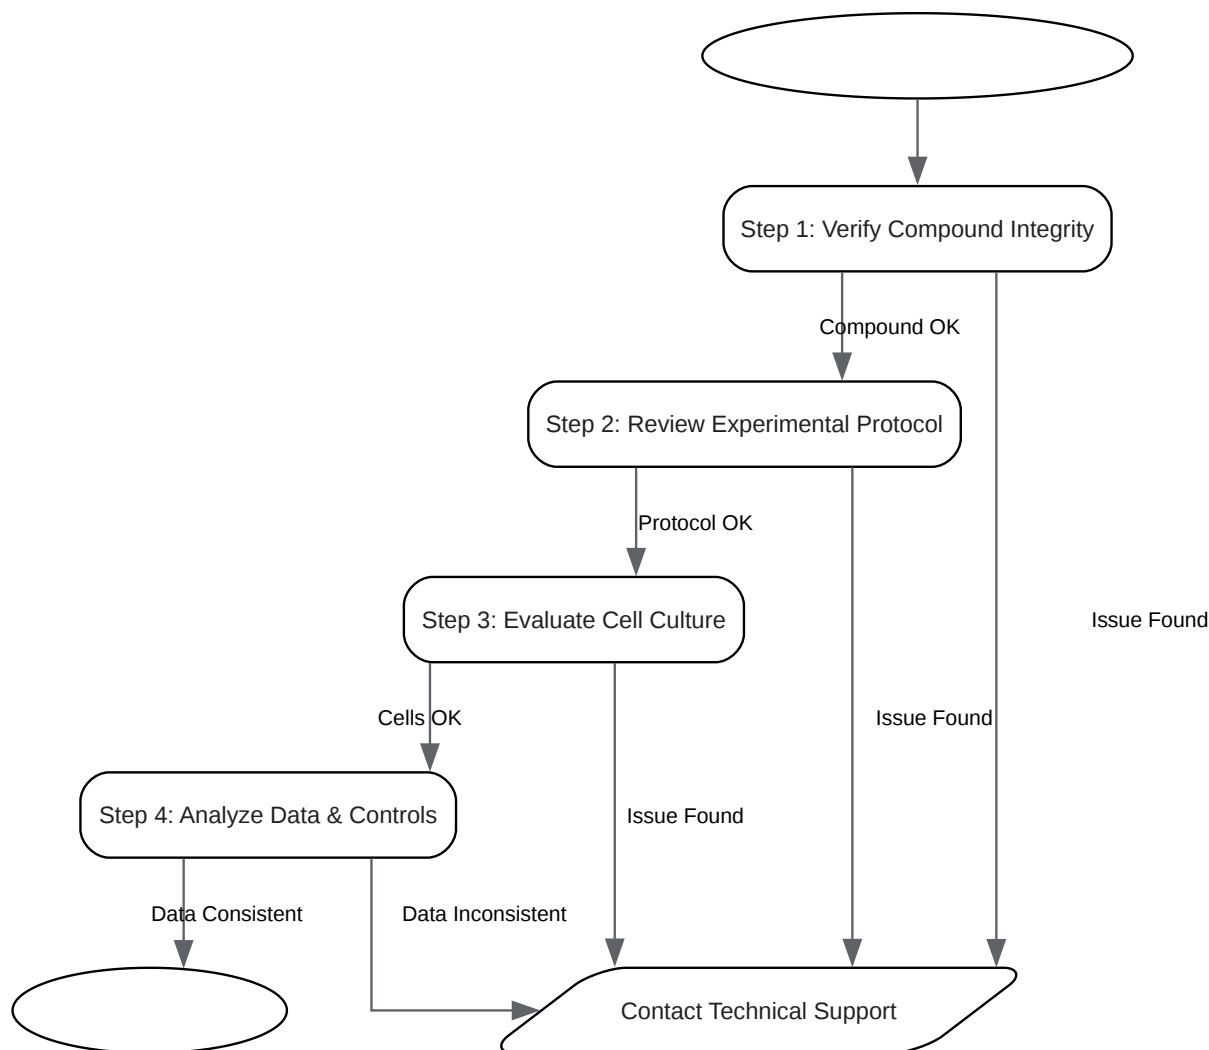 Step 1: Verify Compound Integrity
Compound OK
Step 2: Review Experimental Protocol
Protocol OK
Step 3: Evaluate Cell Culture
Issue Found
Cells OK
Issue Found
Step 4: Analyze Data & Controls
Issue Found
Data Consistent
Data Inconsistent
Contact Technical Support